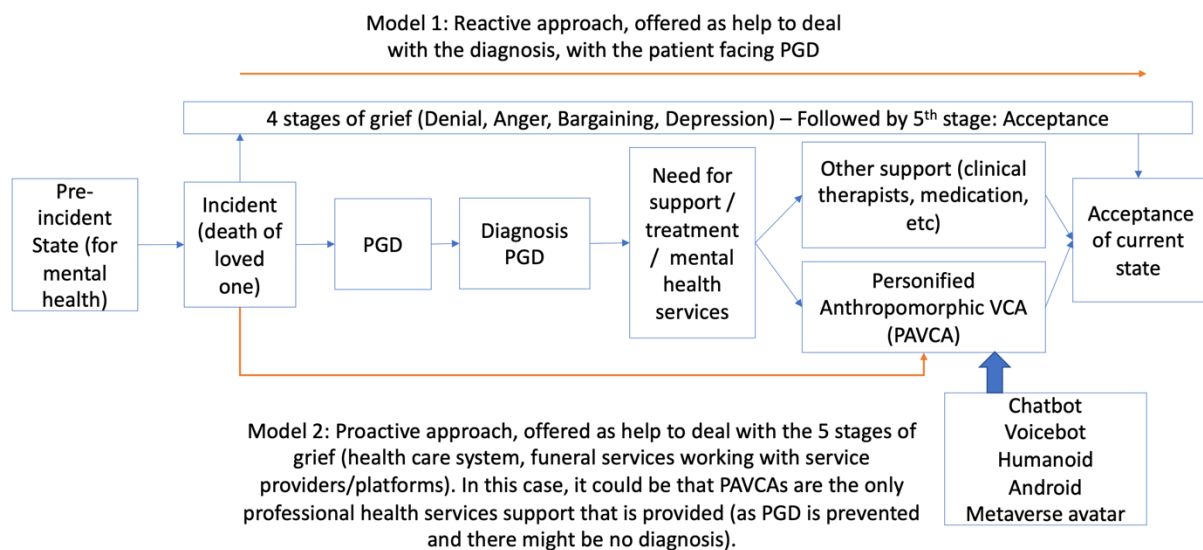 Model 1: Reactive approach, offered as help to deal
with the diagnosis, with the patient facing PGD
4 stages of grief (Denial, Anger, Bargaining, Depression) – Followed by 5th stage: Acceptance
Pre-
incident
State (for
mental
health)
Incident
(death of
loved
one)
PGD
Diagnosis
PGD
Need for
support /
treatment
/ mental
health
services
Other support (clinical
therapists, medication,
etc)
Personified
Anthropomorphic VCA
(PAVCA)
Acceptance
of current
state
Chatbot
Voicebot
Humanoid
Android
Metaverse avatar
Model 2: Proactive approach, offered as help to deal with the 5 stages of
grief (health care system, funeral services working with service
providers/platforms). In this case, it could be that PAVCAs are the only
professional health services support that is provided (as PGD is prevented
and there might be no diagnosis).